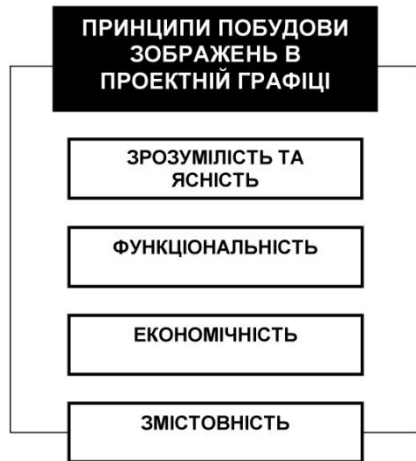 ПРИНЦИПИ ПОБУДОВИ
ЗОБРАЖЕНЬ В
ПРОЕКТНІЙ ГРАФІЦІ
ЗРОЗУМІЛІСТЬ ТА
ЯСНІСТЬ
ФУНКЦІОНАЛЬНІСТЬ
ЕКОНОМІЧНІСТЬ
ЗМІСТОВНІСТЬ